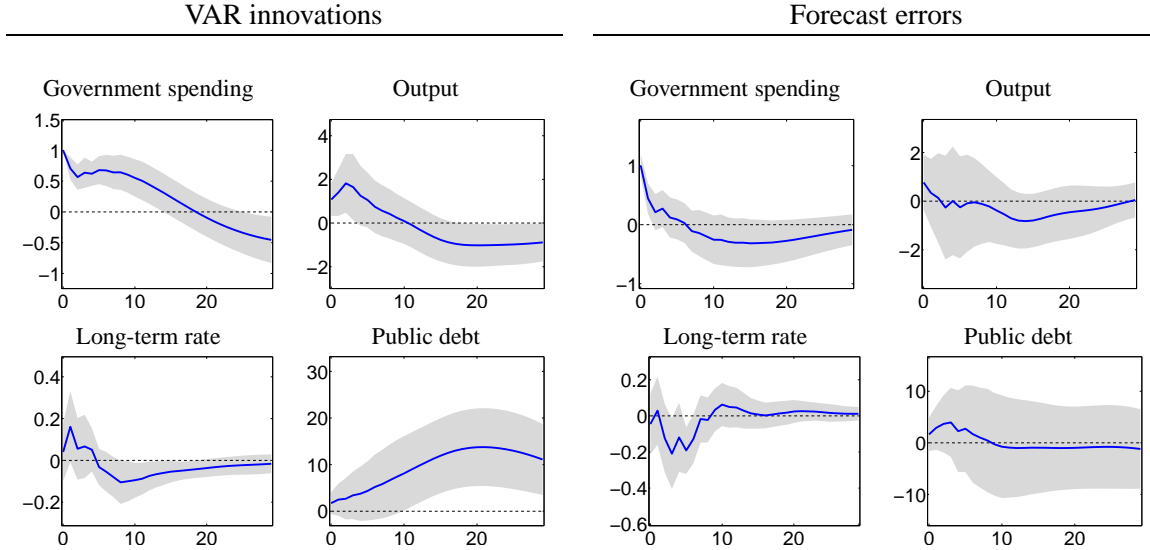 VAR innovations
Forecast errors
Government spending
Output
Government spending
Output
1.5
1
0.5
0
−0.5
−1
0 10 20
4
2
0
−2
0 10 20
1
0
−1
0 10 20
2
0
−2
0 10 20
Long-term rate
Public debt
Long-term rate
Public debt
0.4
0.2
0
−0.2
0 10 20
30
20
10
0
0 10 20
0.2
0
−0.2
−0.4
−0.6
0 10 20
10
0
−10
0 10 20